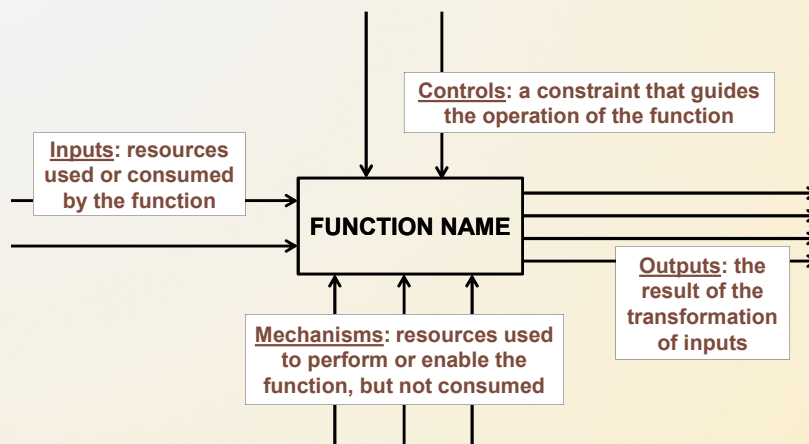 Controls: a constraint that guides
the operation of the function
Inputs: resources
used or consumed
by the function
FUNCTION NAME
Outputs: the
result of the
transformation
of inputs
Mechanisms: resources used
to perform or enable the
function, but not consumed